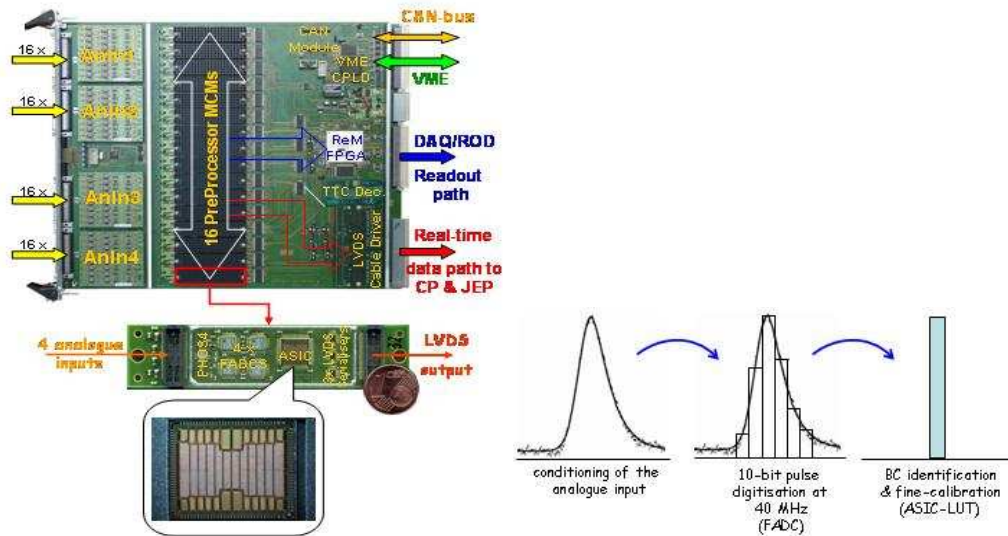 CAN-bus
16 x
AnIn1
CAN
Module
VME
CPLD
VME
16 x
AnIn2
16 PreProcessor MCMs
ReM
FPGA
DAQ/ROD
Readout
path
16 x
AnIn3
TTC Dec
16 x
AnIn4
LVDS
Cable Driver
Real-time
data path to
CP & JEP
4 analogue
inputs
PHOS4
FADCs
ASIC
LVDS
output
conditioning of the
analogue input
10-bit pulse
digitisation at
40 MHz
(FADC)
BC identification
& fine-calibration
(ASIC-LUT)